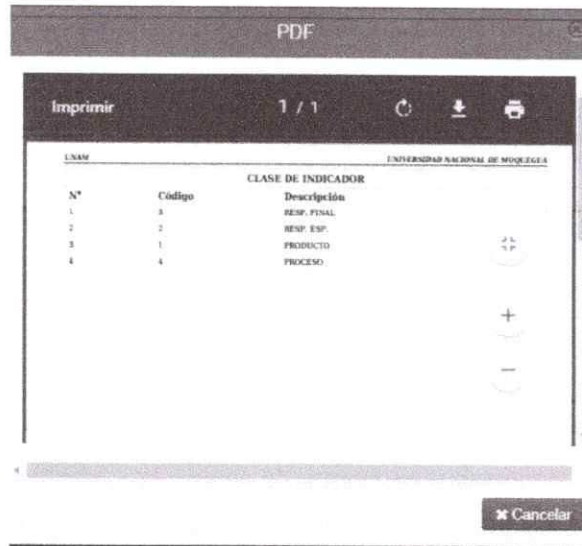 PDF
Imprimir 1 / 1
UNAM UNIVERSIDAD NACIONAL DE MOQUEGUA
CLASE DE INDICADOR
N° Código Descripción
1 3 RESP. FINAL
2 2 RESP. ESP.
3 1 PRODUCTO
4 4 PROCESO
✖ Cancelar